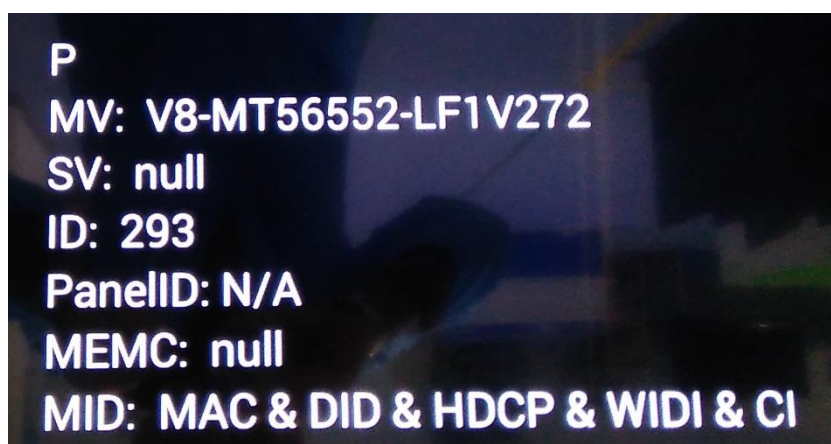 P
MV: V8-MT56552-LF1V272
SV: null
ID: 293
PanelID: N/A
MEMC: null
MID: MAC & DID & HDCP & WIDI & CI